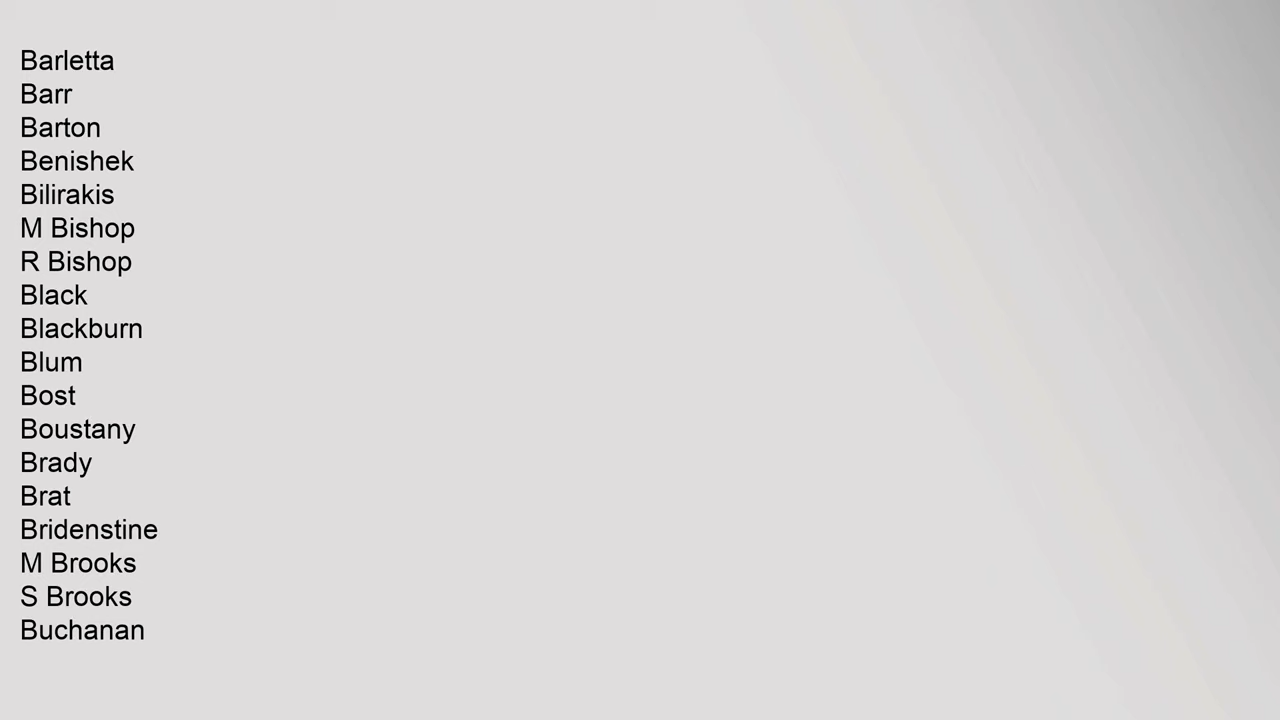 Barletta
Barr
Barton
Benishek
Bilirakis
M Bishop
R Bishop
Black
Blackburn
Blum
Bost
Boustany
Brady
Brat
Bridenstine
M Brooks
S Brooks
Buchanan